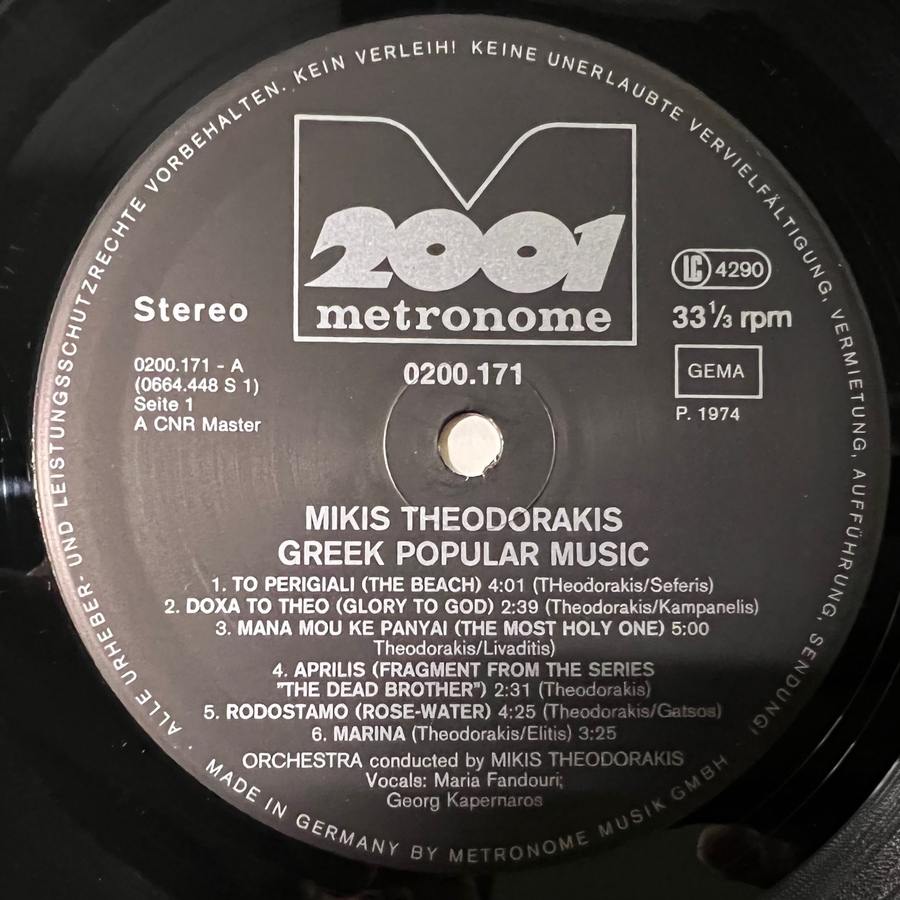 ALLE URHEBER- UND LEISTUNGSSCHUTZRECHTE VORBEHALTEN. KEIN VERLEIH! KEINE UNERLAUBTE VERVIELFÄLTIGUNG, VERMIETUNG, AUFFÜHRUNG, SENDUNG!
2001
metronome
Stereo
LC 4290
33⅓ rpm
0200.171 - A
(0664.448 S 1)
Seite 1
A CNR Master
0200.171
GEMA
P. 1974
MIKIS THEODORAKIS
GREEK POPULAR MUSIC
1. TO PERIGIALI (THE BEACH) 4:01 (THeodorakis/Seferis)
2. DOXA TO THEO (GLORY TO GOD) 2:39 (Theodorakis/Kampanelis)
3. MANA MOU KE PANYAI (THE MOST HOLY ONE) 5:00
Theodorakis/Livaditis)
4. APRILIS (FRAGMENT FROM THE SERIES
"THE DEAD BROTHER") 2:31 (Theodorakis)
5. RODOSTAMO (ROSE-WATER) 4:25 (Theodorakis/Gatsos)
6. MARINA (Theodorakis/Elitis) 3:25
ORCHESTRA conducted by MIKIS THEODORAKIS
Vocals: Maria Fandouri;
Georg Kapernaros
MADE IN GERMANY BY METRONOME MUSIK GMBH